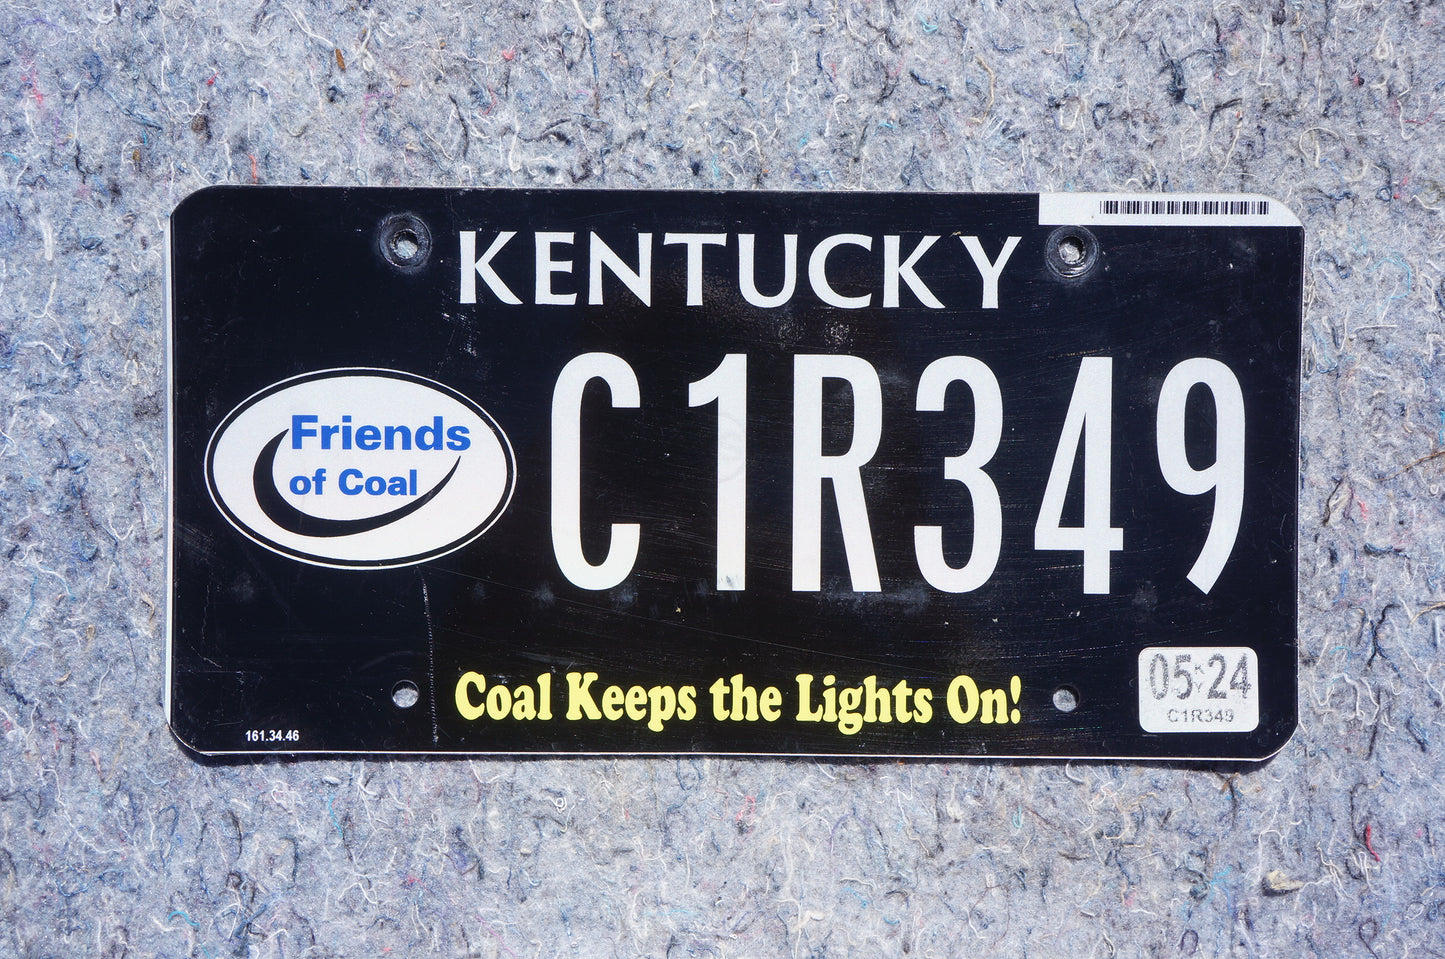 KENTUCKY
Friends
of Coal
C1R349
Coal Keeps the Lights On!
05 24
C1R349
161.34.46